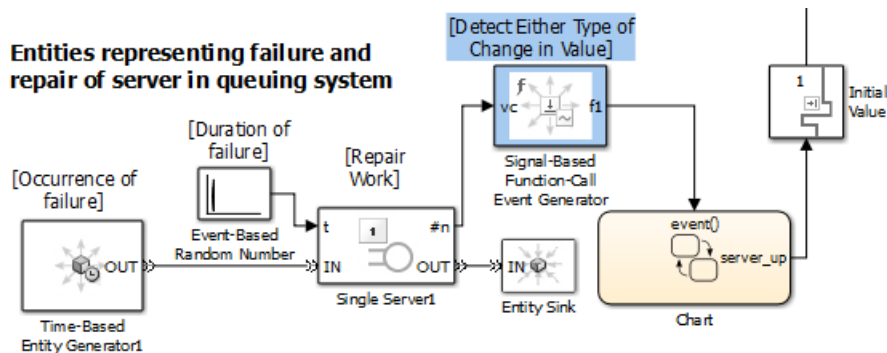 Entities representing failure and
repair of server in queuing system
[Detect Either Type of
Change in Value]
vc
f
f1
Signal-Based
Function-Call
Event Generator
1
Initial
Value
[Duration of
failure]
Event-Based
Random Number
[Repair
Work]
t
#n
1
IN
OUT
Single Server1
[Occurrence of
failure]
OUT
Time-Based
Entity Generator1
IN
Entity Sink
event()
server_up
Chart